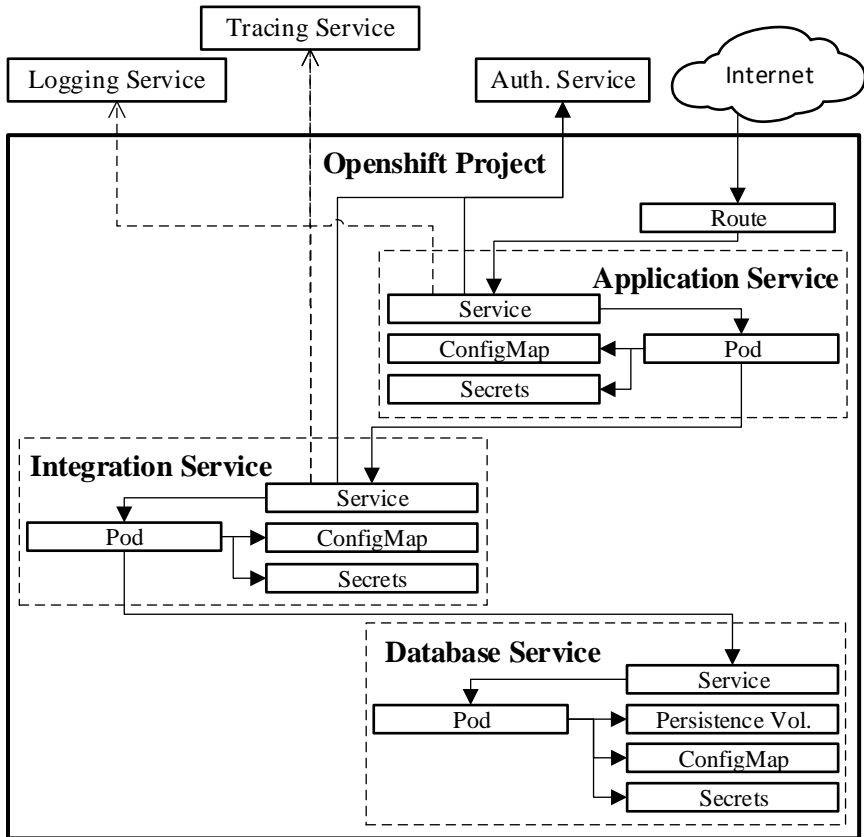 Tracing Service
Logging Service
Auth. Service
Internet
Openshift Project
Route
Application Service
Service
ConfigMap
Pod
Secrets
Integration Service
Service
Pod
ConfigMap
Secrets
Database Service
Service
Pod
Persistence Vol.
ConfigMap
Secrets